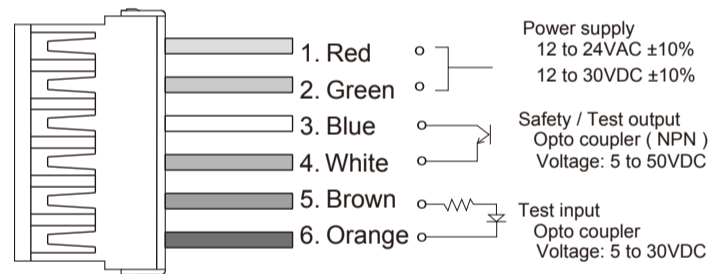 1. Red
2. Green
3. Blue
4. White
5. Brown
6. Orange
Power supply
12 to 24VAC ±10%
12 to 30VDC ±10%
Safety / Test output
Opto coupler ( NPN )
Voltage: 5 to 50VDC
Test input
Opto coupler
Voltage: 5 to 30VDC